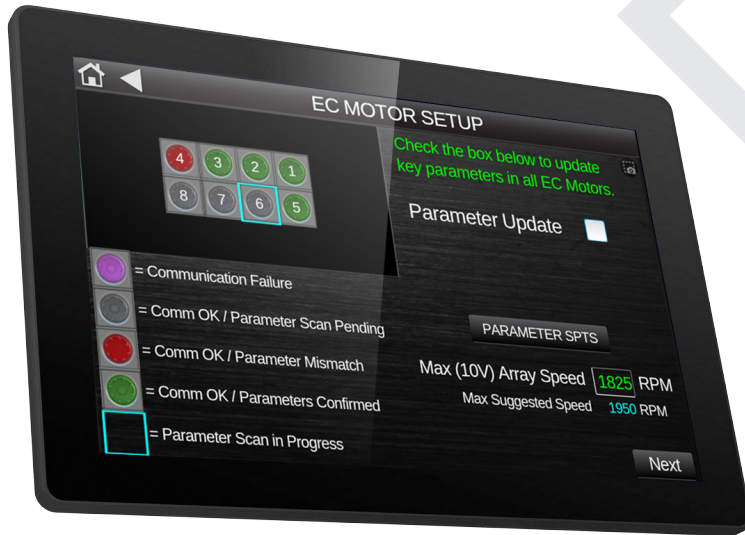 EC MOTOR SETUP
4 3 2 1
8 7 6 5
Check the box below to update
key parameters in all EC Motors.
Parameter Update
= Communication Failure
= Comm OK / Parameter Scan Pending
= Comm OK / Parameter Mismatch
= Comm OK / Parameters Confirmed
= Parameter Scan in Progress
PARAMETER SPTS
Max (10V) Array Speed 1825 RPM
Max Suggested Speed 1950 RPM
Next